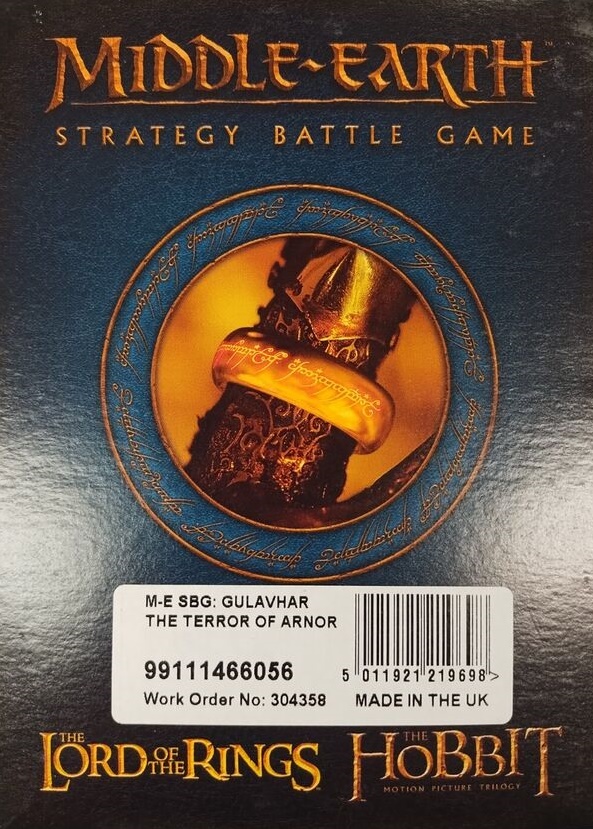 MIDDLE-EARTH™
STRATEGY BATTLE GAME
M-E SBG: GULAVHAR
THE TERROR OF ARNOR
99111466056
Work Order No: 304358
5 011921 219698 >
MADE IN THE UK
THE LORD OF THE RINGS
THE HOBBIT
MOTION PICTURE TRILOGY